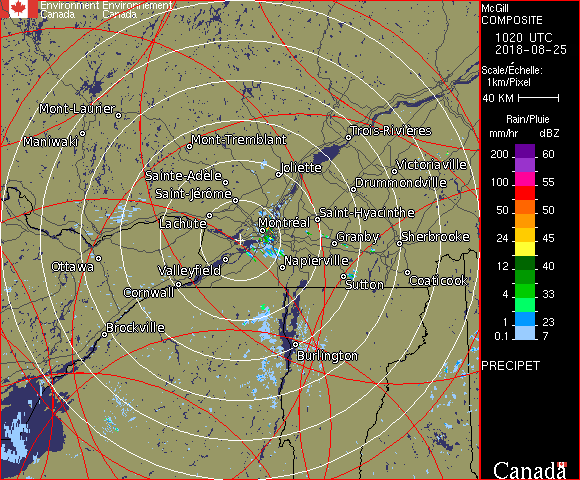 Environment Environnement
Canada Canada
McGill
COMPOSITE
1020 UTC
2018-08-25
Scale/Échelle:
1km/Pixel
40 KM
Rain/Pluie
mm/hr dBZ
200 60
100 55
50 50
24 45
12 40
4 33
1 23
0.1 7
PRECIPET
Canada
Mont-Laurier
Maniwaki
Mont-Tremblant
Trois-Rivières
Joliette
Victoriaville
Sainte-Adèle
Drummondville
Saint-Jérôme
Saint-Hyacinthe
Lachute
Montréal
Granby
Sherbrooke
Ottawa
Valleyfield
Napierville
Cornwall
Sutton
Coaticook
Brockville
Burlington